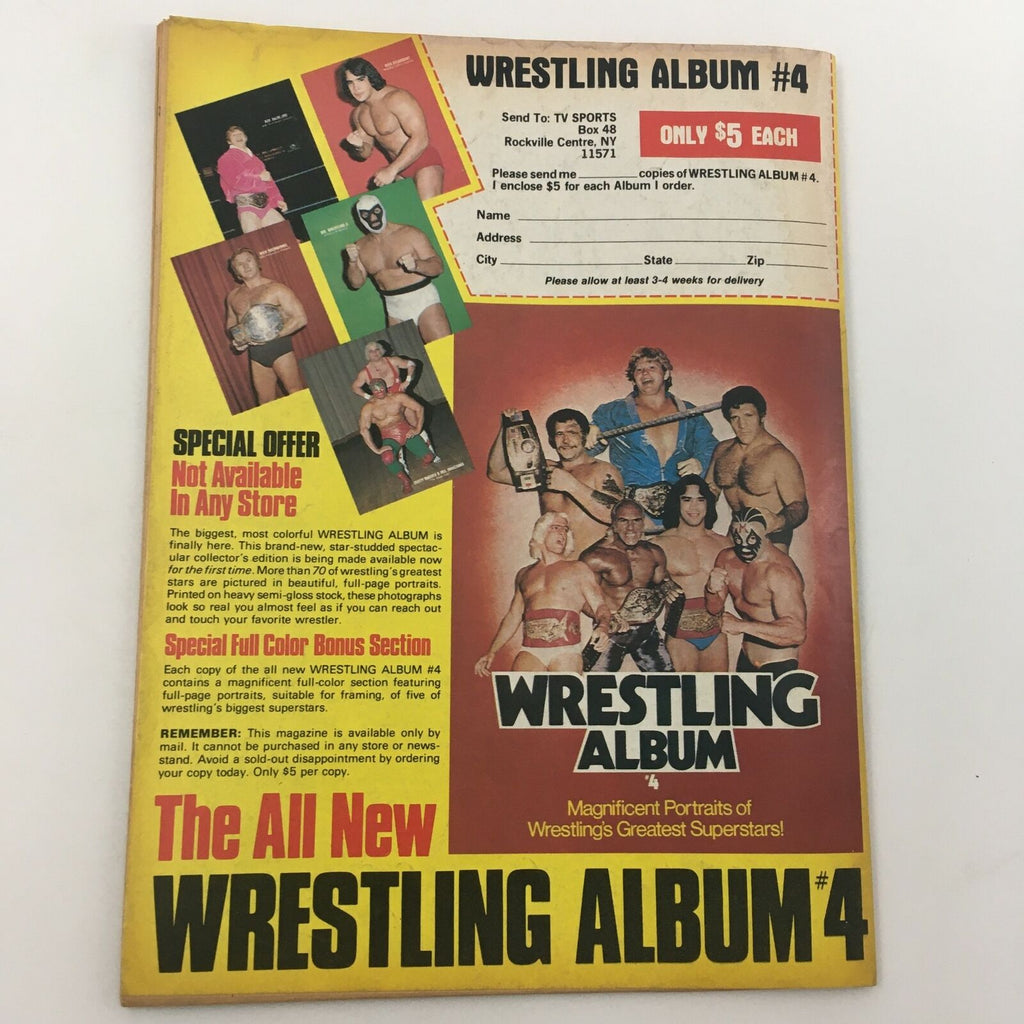 WRESTLING ALBUM #4
Send To: TV SPORTS
Box 48
Rockville Centre, NY
11571
ONLY $5 EACH
Please send me ________ copies of WRESTLING ALBUM #4.
I enclose $5 for each Album I order.
Name
Address
City State Zip
Please allow at least 3-4 weeks for delivery
SPECIAL OFFER
Not Available
In Any Store
The biggest, most colorful WRESTLING ALBUM is
finally here. This brand-new, star-studded spectac-
ular collector's edition is being made available now
for the first time. More than 70 of wrestling's greatest
stars are pictured in beautiful, full-page portraits.
Printed on heavy semi-gloss stock, these photographs
look so real you almost feel as if you can reach out
and touch your favorite wrestler.
Special Full Color Bonus Section
Each copy of the all new WRESTLING ALBUM #4
contains a magnificent full-color section featuring
full-page portraits, suitable for framing, of five of
wrestling's biggest superstars.
REMEMBER: This magazine is available only by
mail. It cannot be purchased in any store or news-
stand. Avoid a sold-out disappointment by ordering
your copy today. Only $5 per copy.
WRESTLING
ALBUM
#4
Magnificent Portraits of
Wrestling's Greatest Superstars!
The All New
WRESTLING ALBUM #4